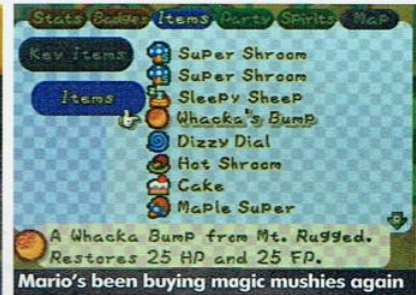 Stats Badges Items Party Spirits Map
Key Items
Items
Super Shroom
Super Shroom
Sleepy Sheep
Whacka's Bump
Dizzy Dial
Hot Shroom
Cake
Maple Super
A Whacka Bump from Mt. Rugged.
Restores 25 HP and 25 FP.
Mario's been buying magic mushies again